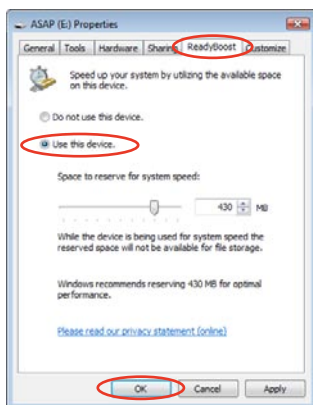 ASAP (E:) Properties
General Tools Hardware Sharing ReadyBoost Customize
Speed up your system by utilizing the available space
on this device.
Do not use this device.
Use this device.
Space to reserve for system speed:
430 MB
While the device is being used for system speed the
reserved space will not be available for file storage.
Windows recommends reserving 430 MB for optimal
performance.
Please read our privacy statement (online)
OK Cancel Apply